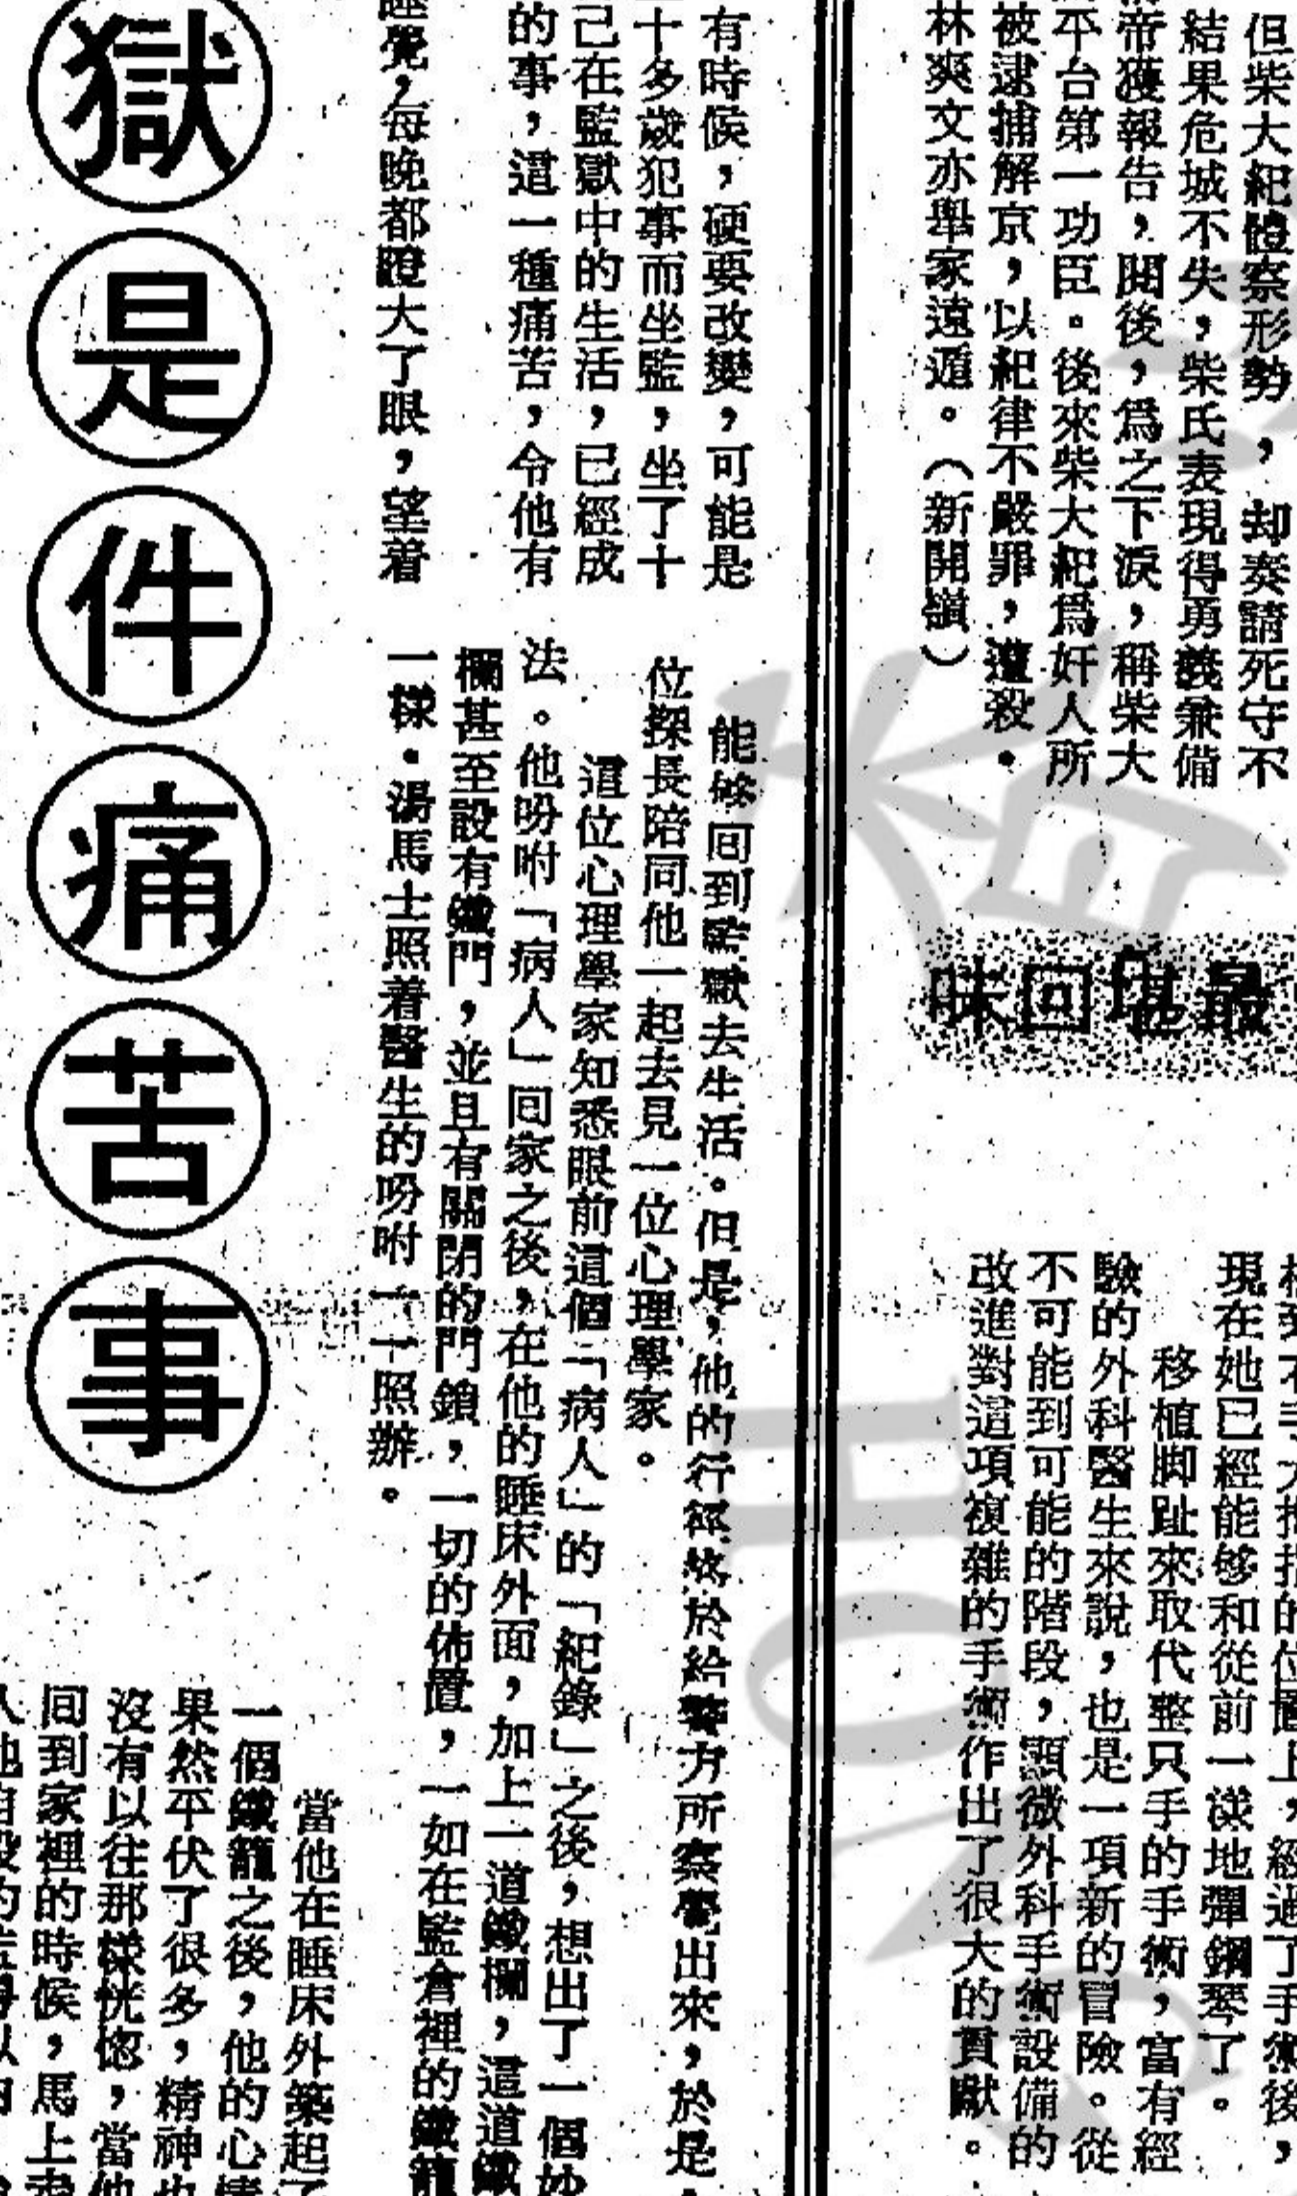 但柴大紀體察形勢，却奏請死守不
結果危城不失，柴氏表現得勇義兼備
帝獲報告，閱後，爲之下淚，稱柴大
平台第一功臣。後來柴大紀爲奸人所
被逮捕解京，以紀律不嚴罪，遭殺。
林爽文亦舉家遠遁。（新開嶺）
最堪回味
現在她已經能够和從前一樣地彈鋼琴了。
移植脚趾來取代整只手的手術，富有經
驗的外科醫生來說，也是一項新的冒險。從
不可能到可能的階段，顯微外科手術設備的
改進對這項複雜的手術作出了很大的貢獻。
有時候，硬要改變，可能是
十多歲犯事而坐監，坐了十
己在監獄中的生活，已經成
的事，這一種痛苦，令他有
睡覺，每晚都瞪大了眼，望着
能够囘到監獄去生活。但是，他的行徑終於給警方所察覺出來，於是
位探長陪同他一起去見一位心理學家。
這位心理學家知悉眼前這個「病人」的「紀錄」之後，想出了一個妙
法。他吩咐「病人」囘家之後，在他的睡床外面，加上一道鐵欄，這道鐵
欄甚至設有鐵門，並且有關閉的門鎖，一切的佈置，一如在監倉裡的鐵籠
一樣。湯馬士照着醫生的吩咐一一照辦。
獄是件痛苦事
當他在睡床外築起了
一個鐵籠之後，他的心情
果然平伏了很多，精神也
沒有以往那樣恍惚，當他
囘到家裡的時候，馬上走